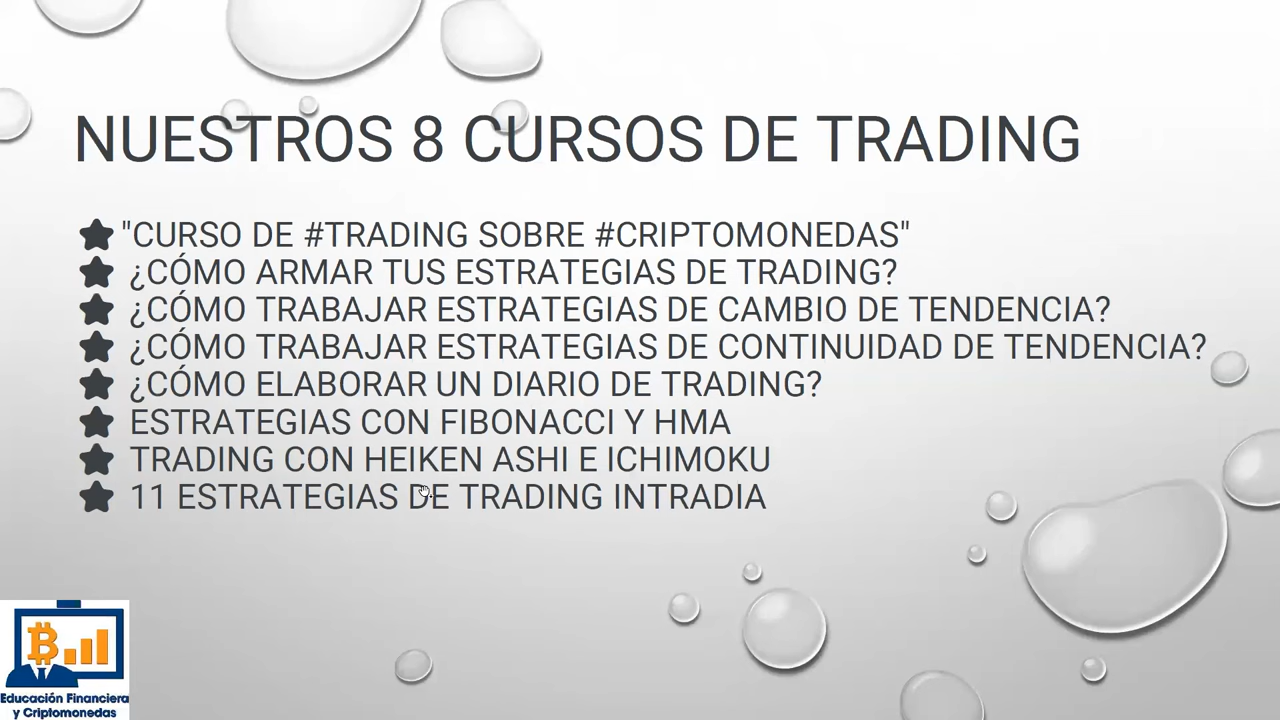 NUESTROS 8 CURSOS DE TRADING
"CURSO DE #TRADING SOBRE #CRIPTOMONEDAS"
¿CÓMO ARMAR TUS ESTRATEGIAS DE TRADING?
¿CÓMO TRABAJAR ESTRATEGIAS DE CAMBIO DE TENDENCIA?
¿CÓMO TRABAJAR ESTRATEGIAS DE CONTINUIDAD DE TENDENCIA?
¿CÓMO ELABORAR UN DIARIO DE TRADING?
ESTRATEGIAS CON FIBONACCI Y HMA
TRADING CON HEIKEN ASHI E ICHIMOKU
11 ESTRATEGIAS DE TRADING INTRADIA
Educación Financiera
y Criptomonedas